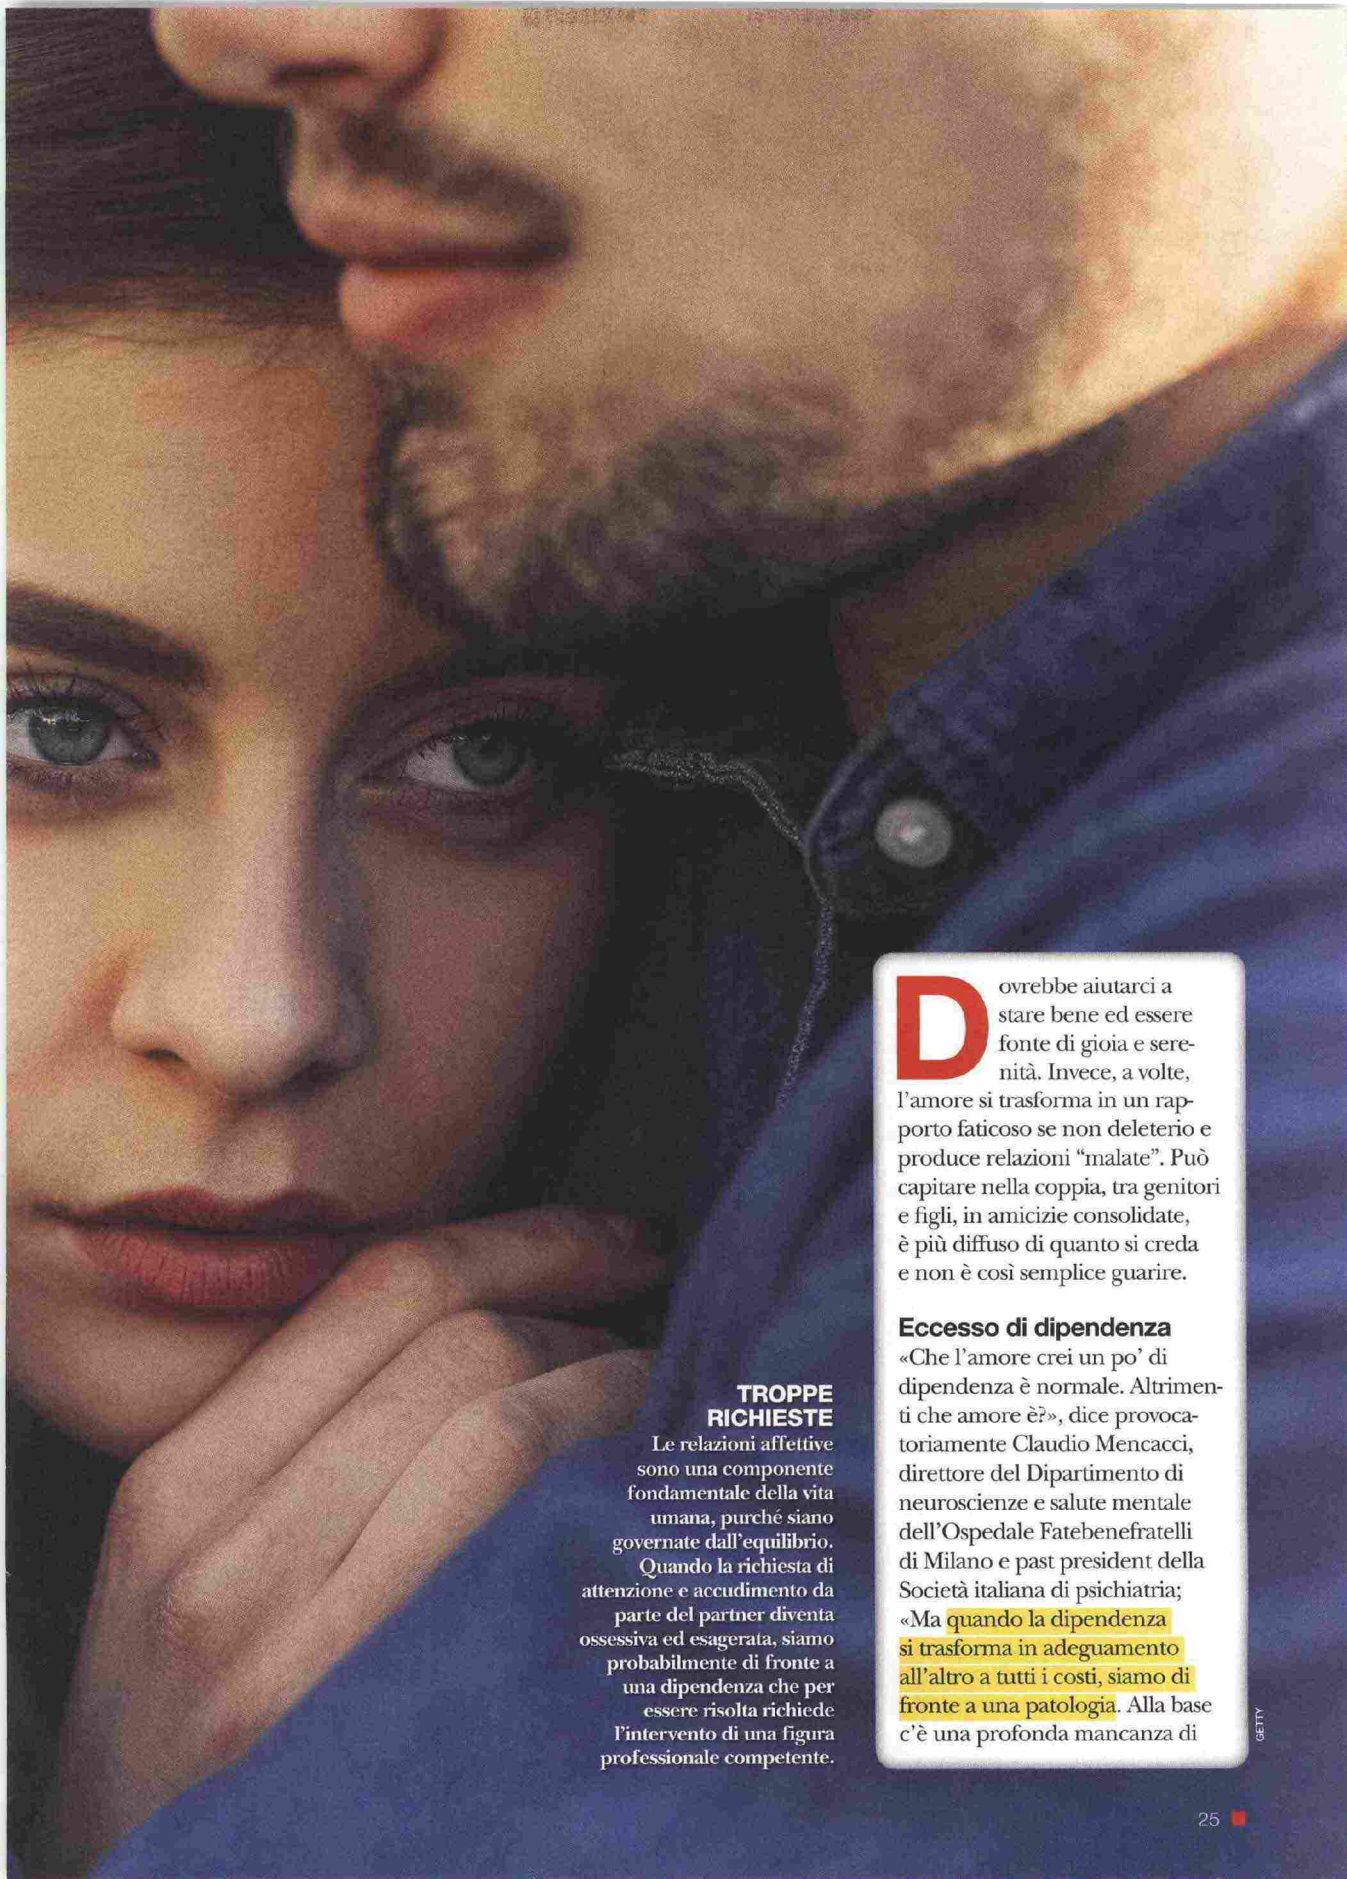 TROPPE
RICHIESTE
Le relazioni affettive
sono una componente
fondamentale della vita
umana, purché siano
governate dall'equilibrio.
Quando la richiesta di
attenzione e accudimento da
parte del partner diventa
ossessiva ed esagerata, siamo
probabilmente di fronte a
una dipendenza che per
essere risolta richiede
l'intervento di una figura
professionale competente.
Dovrebbe aiutarci a
stare bene ed essere
fonte di gioia e sere-
nità. Invece, a volte,
l'amore si trasforma in un rap-
porto faticoso se non deleterio e
produce relazioni “malate”. Può
capitare nella coppia, tra genitori
e figli, in amicizie consolidate,
è più diffuso di quanto si creda
e non è così semplice guarire.
Eccesso di dipendenza
«Che l'amore crei un po' di
dipendenza è normale. Altrimen-
ti che amore è?», dice provoca-
toriamente Claudio Mencacci,
direttore del Dipartimento di
neuroscienze e salute mentale
dell'Ospedale Fatebenefratelli
di Milano e past president della
Società italiana di psichiatria;
«Ma quando la dipendenza
si trasforma in adeguamento
all'altro a tutti i costi, siamo di
fronte a una patologia. Alla base
c'è una profonda mancanza di
GETTY
25